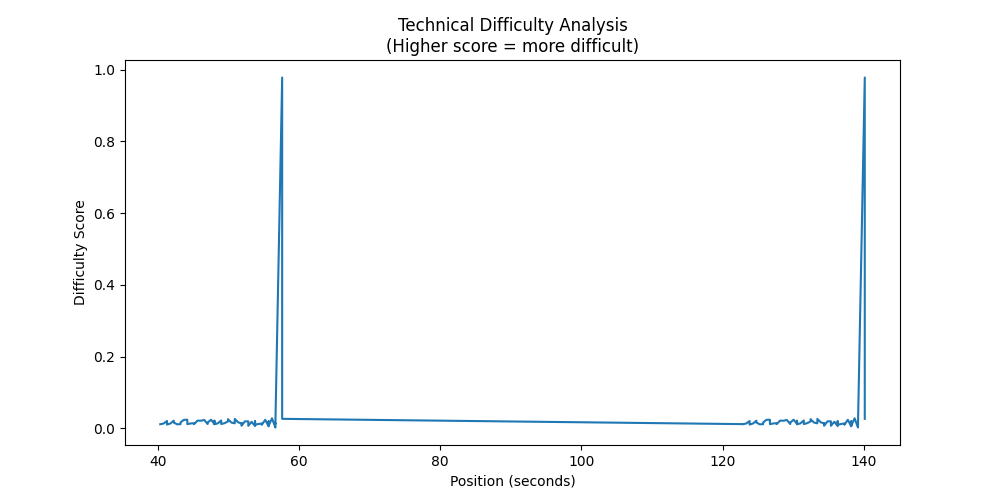 Technical Difficulty Analysis
(Higher score = more difficult)
1.0
0.8
0.6
0.4
0.2
0.0
Difficulty Score
40 60 80 100 120 140
Position (seconds)